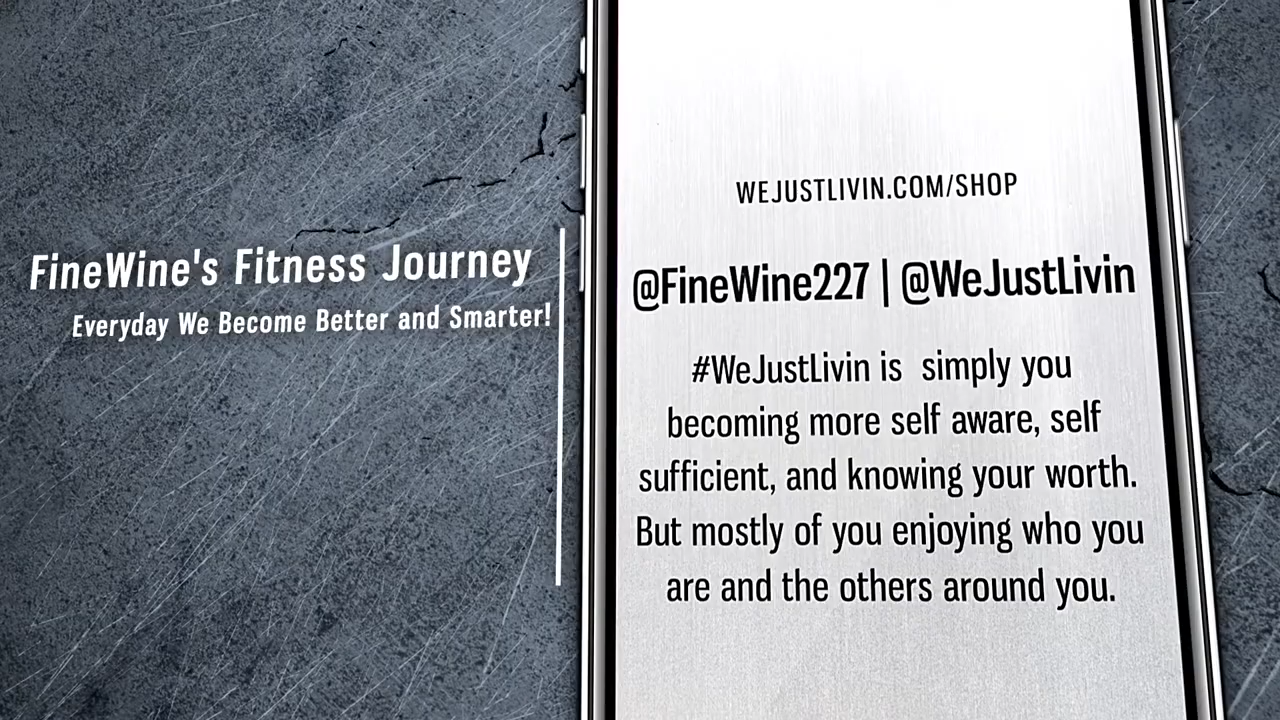 FineWine's Fitness Journey
Everyday We Become Better and Smarter!
WEJUSTLIVIN.COM/SHOP
@FineWine227 | @WeJustLivin
#WeJustLivin is  simply you
becoming more self aware, self
sufficient, and knowing your worth.
But mostly of you enjoying who you
are and the others around you.